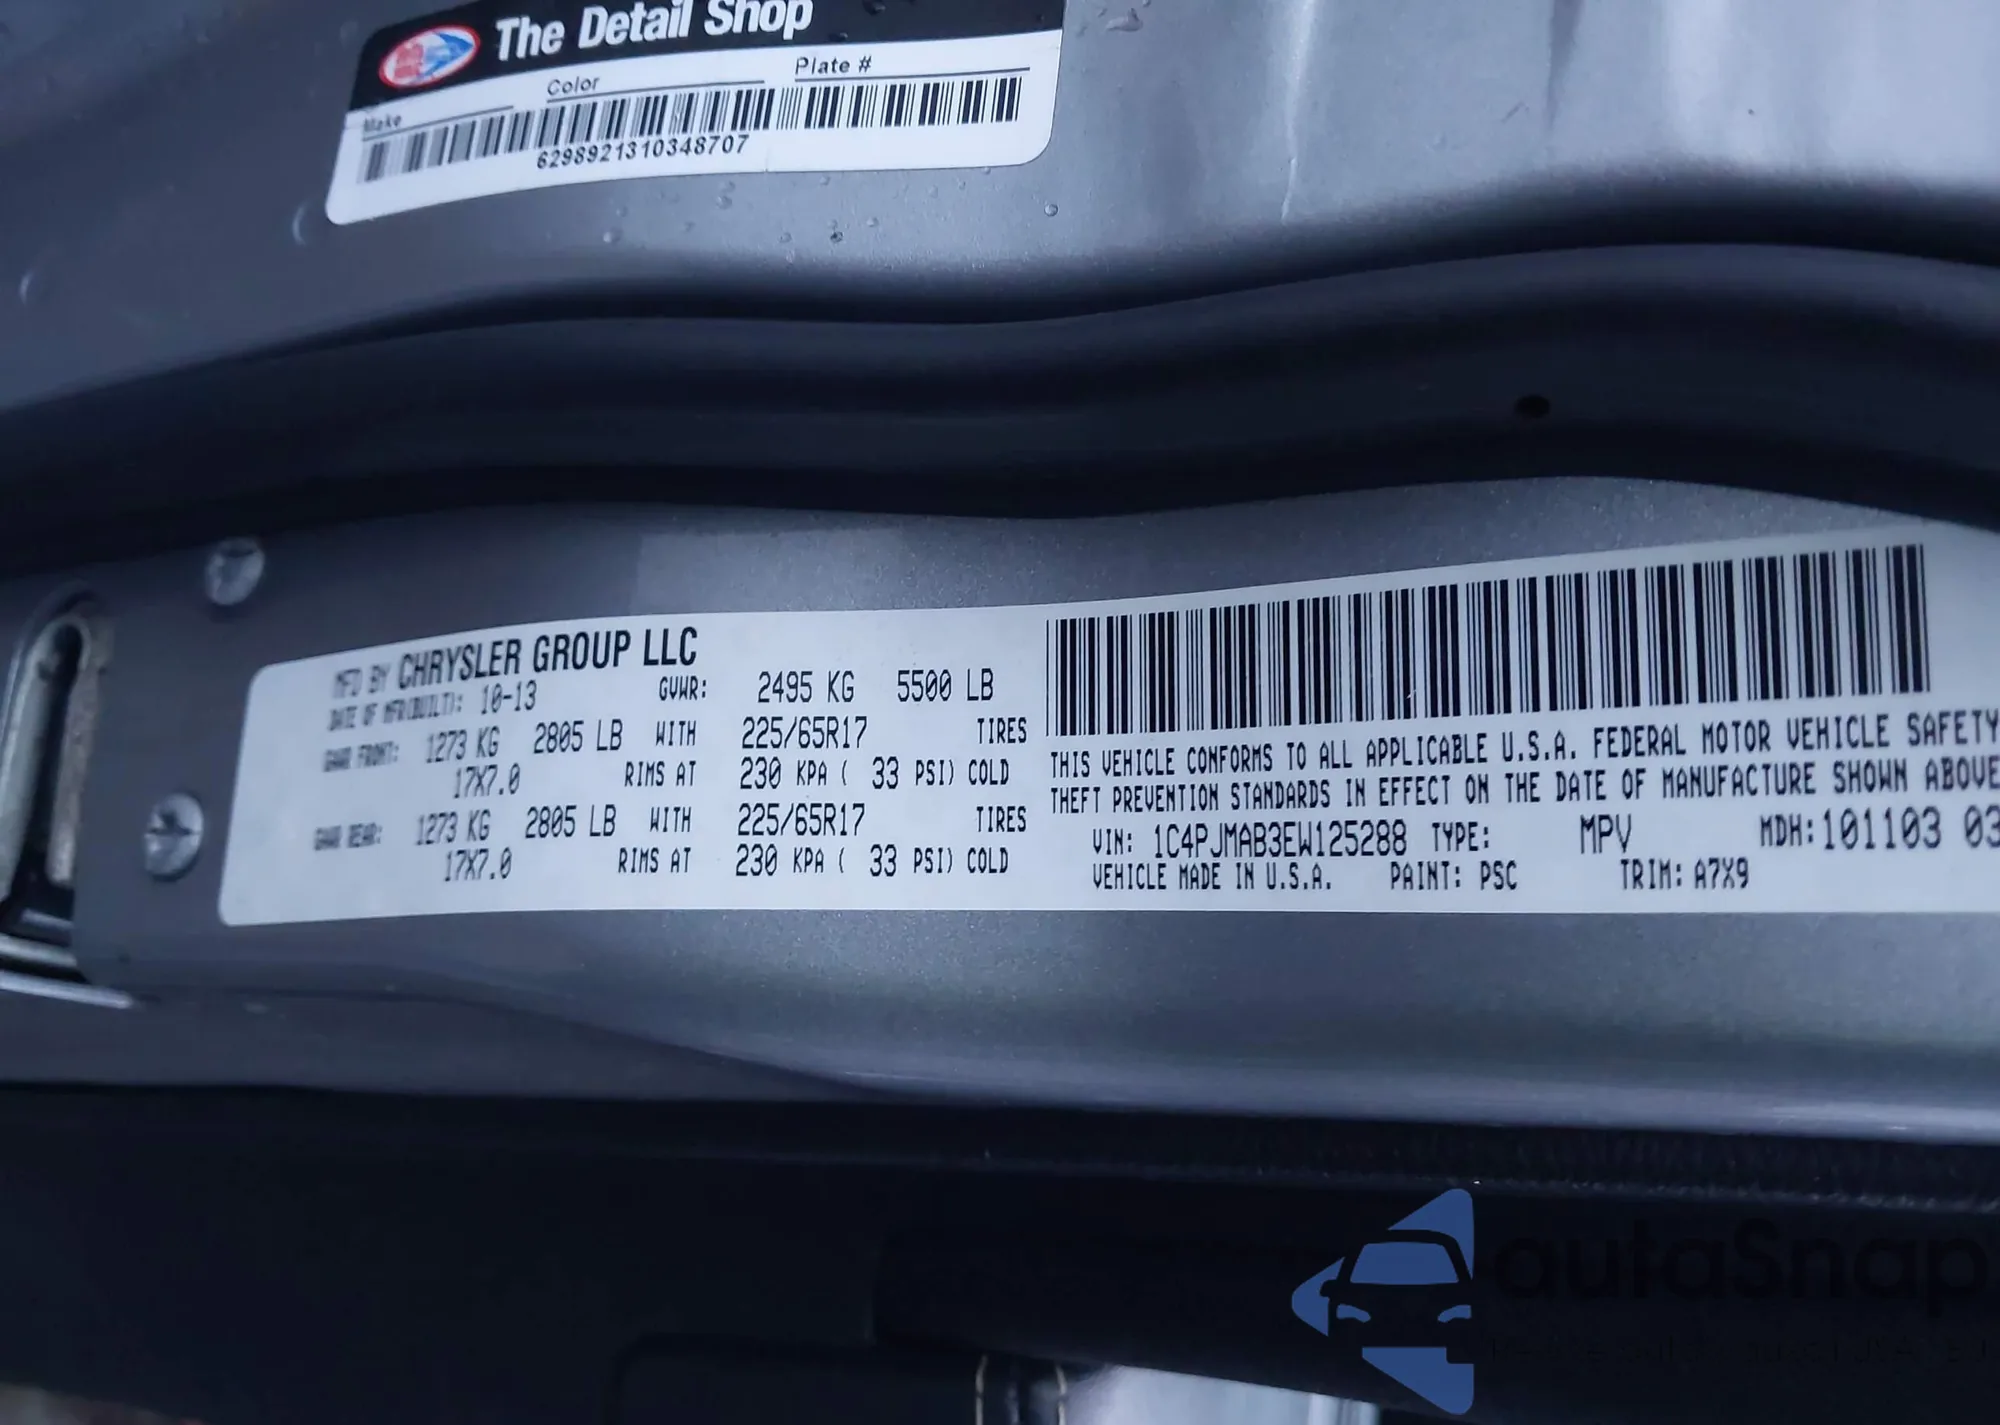 The Detail Shop
Make Color Plate #
6298921310348707
MFD BY CHRYSLER GROUP LLC
DATE OF MFR(BUILT): 10-13 GVWR: 2495 KG 5500 LB
GAWR FRONT: 1273 KG 2805 LB WITH 225/65R17 TIRES
17X7.0 RIMS AT 230 KPA ( 33 PSI) COLD
GAWR REAR: 1273 KG 2805 LB WITH 225/65R17 TIRES
17X7.0 RIMS AT 230 KPA ( 33 PSI) COLD
THIS VEHICLE CONFORMS TO ALL APPLICABLE U.S.A. FEDERAL MOTOR VEHICLE SAFETY
THEFT PREVENTION STANDARDS IN EFFECT ON THE DATE OF MANUFACTURE SHOWN ABOVE
VIN: 1C4PJMAB3EW125288 TYPE: MPV MDH:101103 03
VEHICLE MADE IN U.S.A. PAINT: PSC TRIM: A7X9
autoSnap